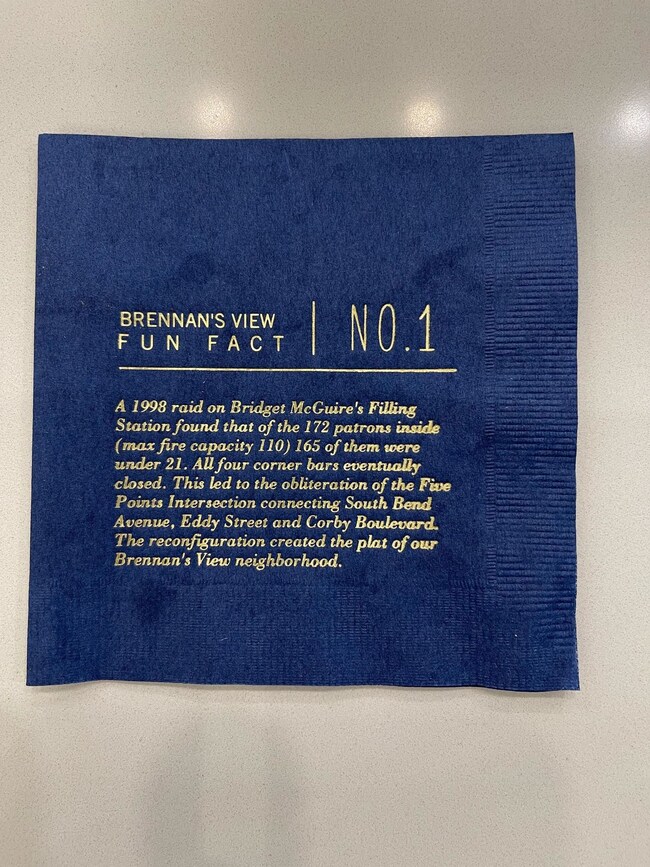 BRENNAN'S VIEW
FUN FACT
NO.1
A 1998 raid on Bridget McGuire's Filling
Station found that of the 172 patrons inside
(max fire capacity 110) 165 of them were
under 21. All four corner bars eventually
closed. This led to the obliteration of the Five
Points Intersection connecting South Bend
Avenue, Eddy Street and Corby Boulevard.
The reconfiguration created the plat of our
Brennan's View neighborhood.